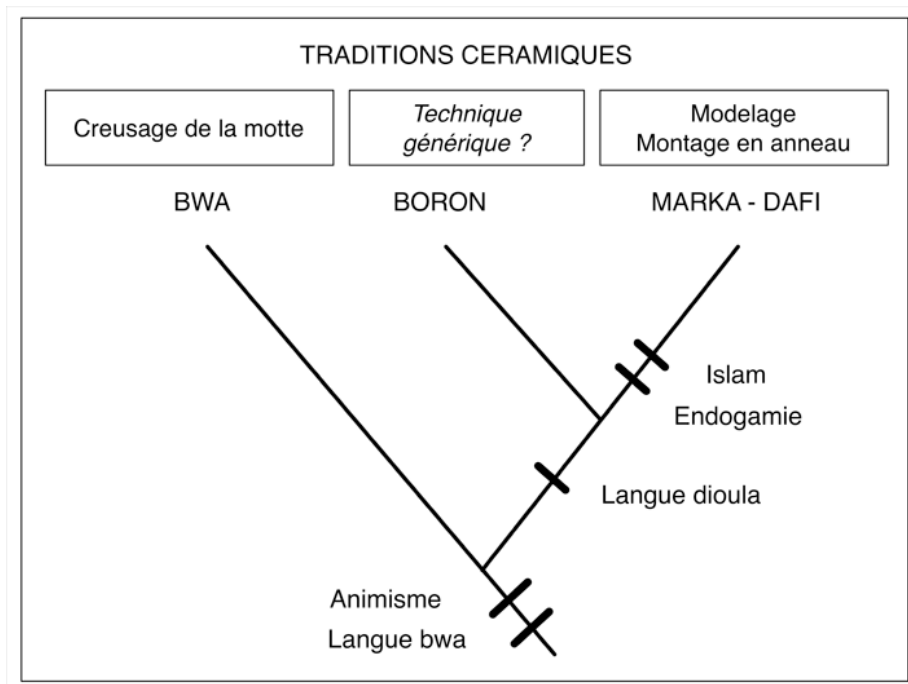 TRADITIONS CERAMIQUES
Creusage de la motte
Technique
générique ?
Modelage
Montage en anneau
BWA
BORON
MARKA - DAFI
Islam
Endogamie
Langue dioula
Animisme
Langue bwa